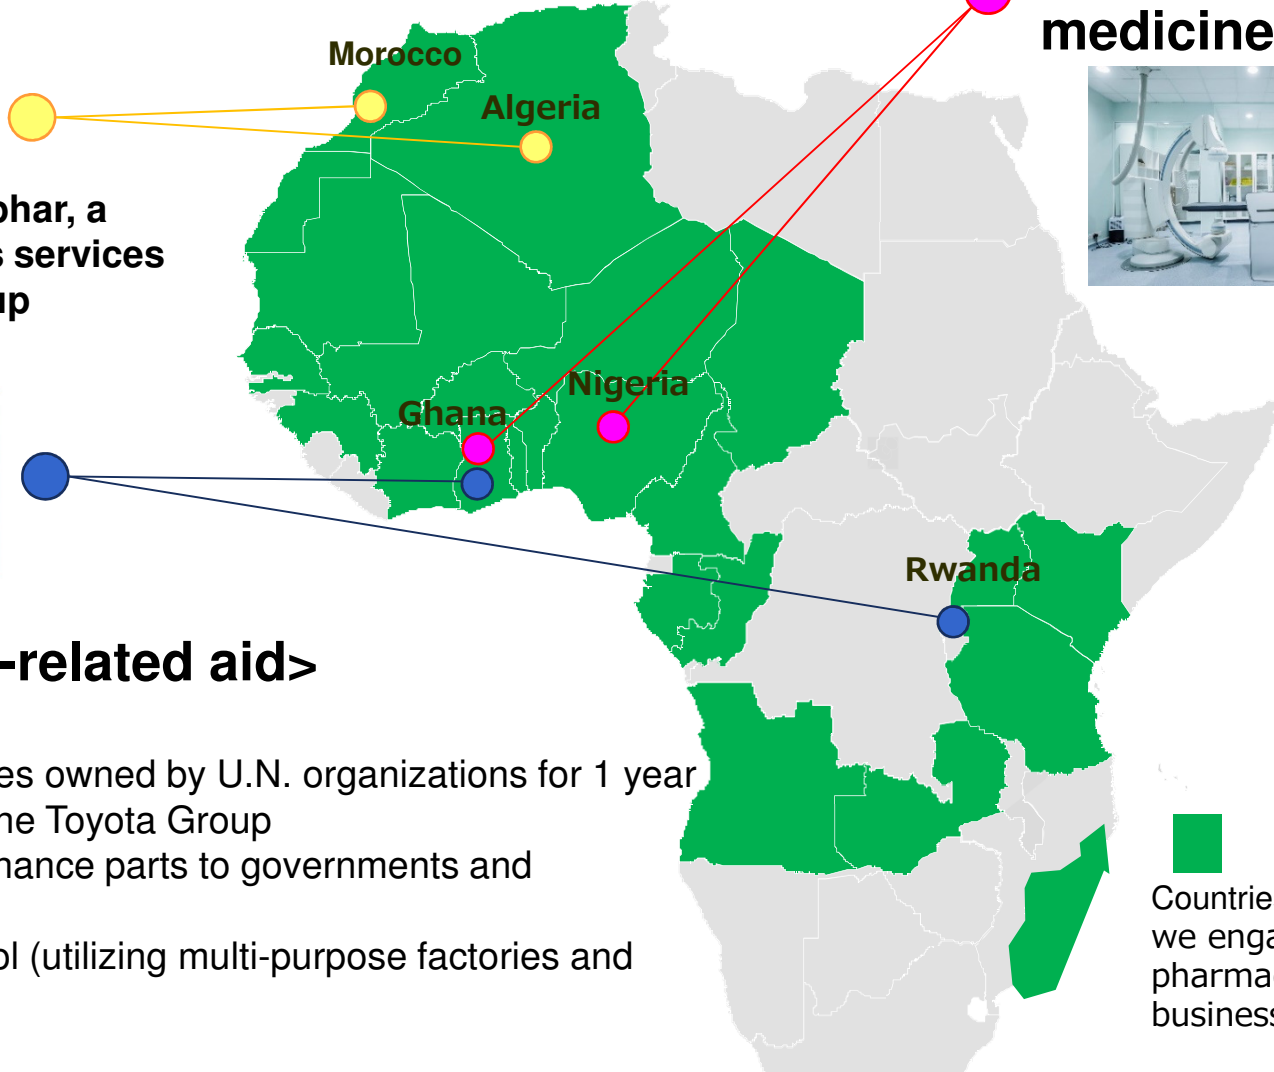 medicine
Morocco
Algeria
phar, a
s services
up
Nigeria
Ghana
Rwanda
-related aid>
es owned by U.N. organizations for 1 year
ne Toyota Group
nance parts to governments and
ol (utilizing multi-purpose factories and
Countrie
we enga
pharma
business